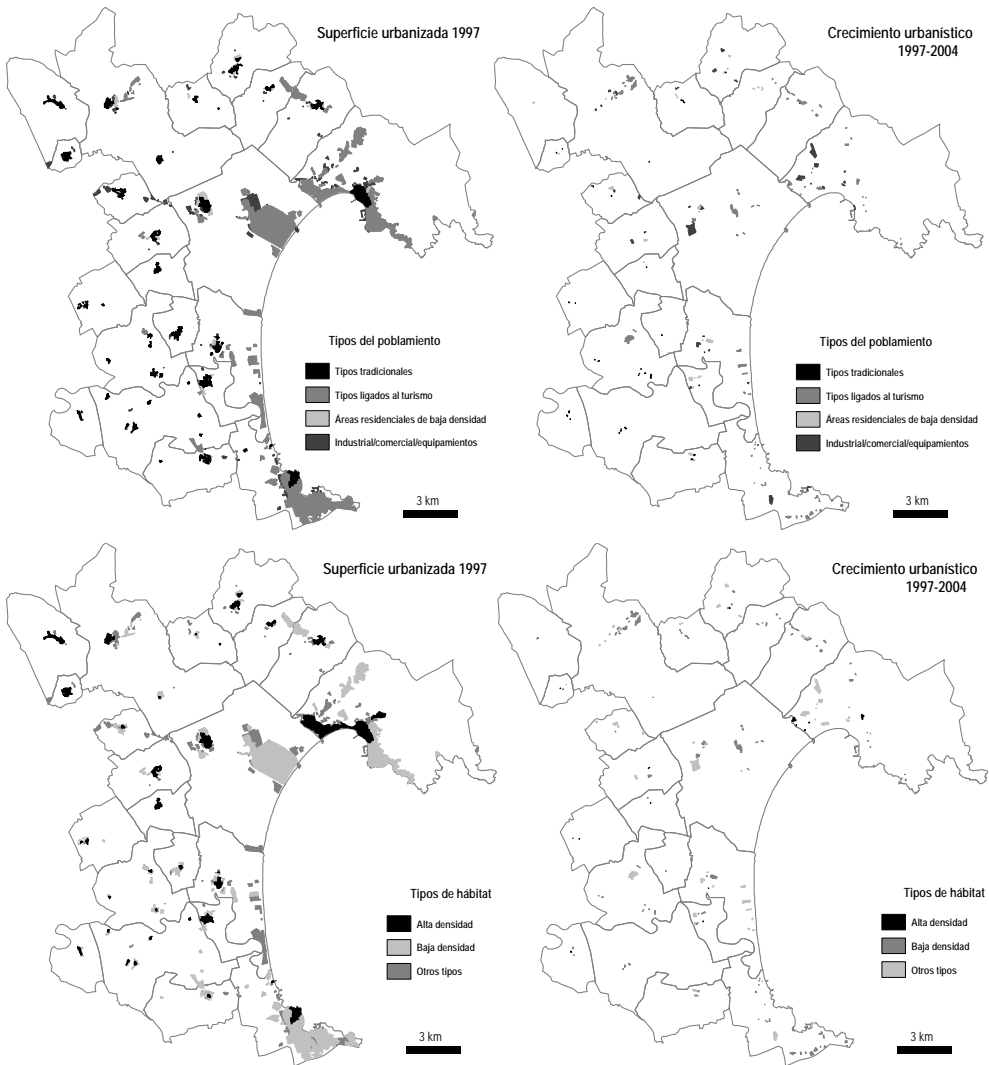 Superficie urbanizada 1997
Tipos del poblamiento
Tipos tradicionales
Tipos ligados al turismo
Áreas residenciales de baja densidad
Industrial/comercial/equipamientos
3 km
Crecimiento urbanístico
1997-2004
Tipos del poblamiento
Tipos tradicionales
Tipos ligados al turismo
Áreas residenciales de baja densidad
Industrial/comercial/equipamientos
3 km
Superficie urbanizada 1997
Tipos de hábitat
Alta densidad
Baja densidad
Otros tipos
3 km
Crecimiento urbanístico
1997-2004
Tipos de hábitat
Alta densidad
Baja densidad
Otros tipos
3 km